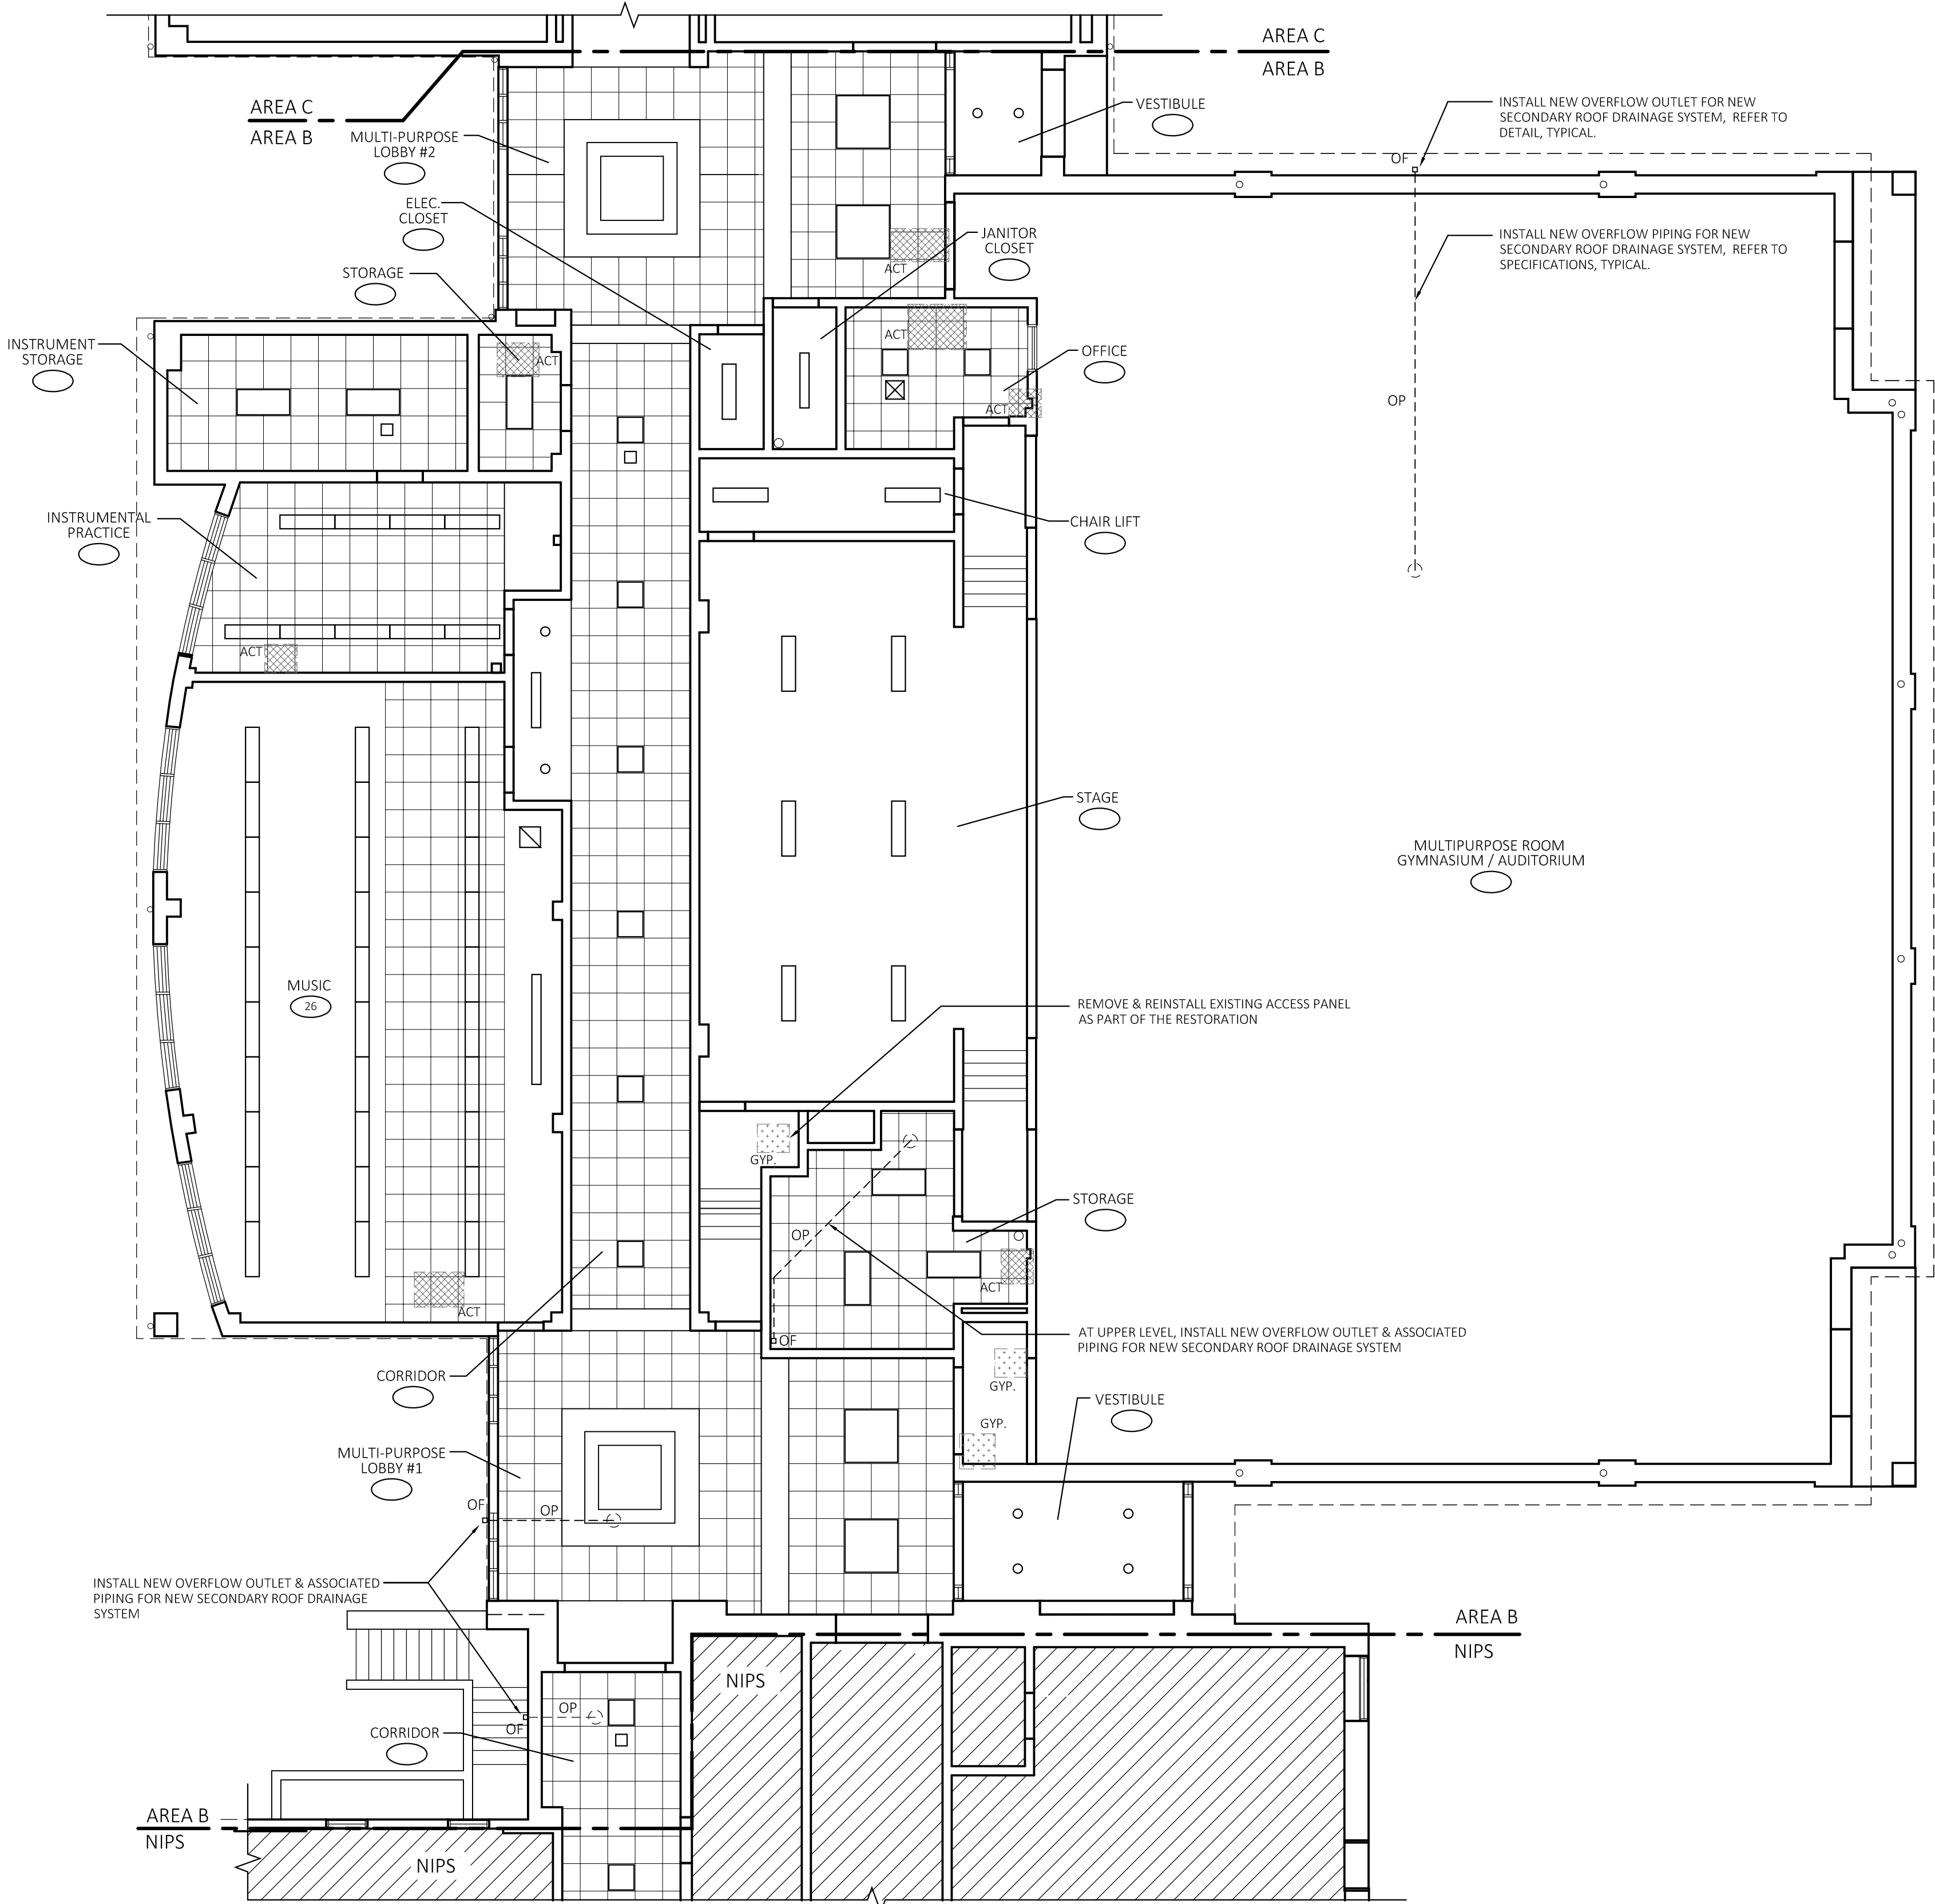 AREA C
AREA B
AREA C
AREA B
MULTI-PURPOSE
LOBBY #2
VESTIBULE
INSTALL NEW OVERFLOW OUTLET FOR NEW
SECONDARY ROOF DRAINAGE SYSTEM, REFER TO
DETAIL, TYPICAL.
OF
ELEC.
CLOSET
JANITOR
CLOSET
INSTALL NEW OVERFLOW PIPING FOR NEW
SECONDARY ROOF DRAINAGE SYSTEM, REFER TO
SPECIFICATIONS, TYPICAL.
ACT
STORAGE
ACT
ACT
INSTRUMENT
STORAGE
OFFICE
ACT
OP
INSTRUMENTAL
PRACTICE
CHAIR LIFT
ACT
STAGE
MULTIPURPOSE ROOM
GYMNASIUM / AUDITORIUM
MUSIC
26
REMOVE & REINSTALL EXISTING ACCESS PANEL
AS PART OF THE RESTORATION
GYP.
STORAGE
OP
ACT
ACT
OF
AT UPPER LEVEL, INSTALL NEW OVERFLOW OUTLET & ASSOCIATED
PIPING FOR NEW SECONDARY ROOF DRAINAGE SYSTEM
CORRIDOR
GYP.
VESTIBULE
GYP.
MULTI-PURPOSE
LOBBY #1
OF
OP
INSTALL NEW OVERFLOW OUTLET & ASSOCIATED
PIPING FOR NEW SECONDARY ROOF DRAINAGE
SYSTEM
AREA B
NIPS
NIPS
OP
OF
CORRIDOR
AREA B
NIPS
NIPS